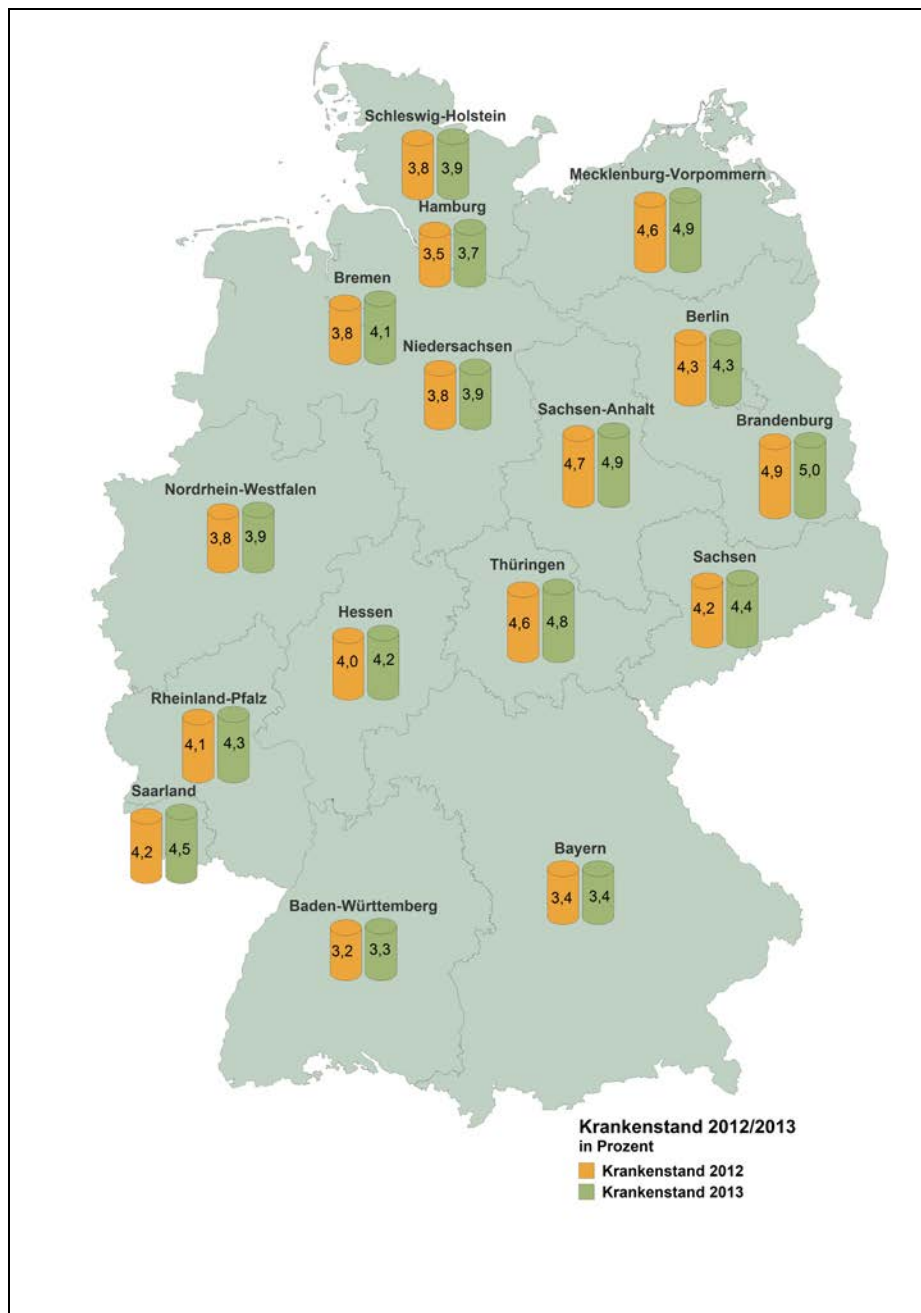 Schleswig-Holstein
3,8 3,9
Mecklenburg-Vorpommern
4,6 4,9
Hamburg
3,5 3,7
Bremen
3,8 4,1
Berlin
4,3 4,3
Niedersachsen
3,8 3,9
Sachsen-Anhalt
4,7 4,9
Brandenburg
4,9 5,0
Nordrhein-Westfalen
3,8 3,9
Thüringen
4,6 4,8
Sachsen
4,2 4,4
Hessen
4,0 4,2
Rheinland-Pfalz
4,1 4,3
Saarland
4,2 4,5
Bayern
3,4 3,4
Baden-Württemberg
3,2 3,3
Krankenstand 2012/2013
in Prozent
Krankenstand 2012
Krankenstand 2013